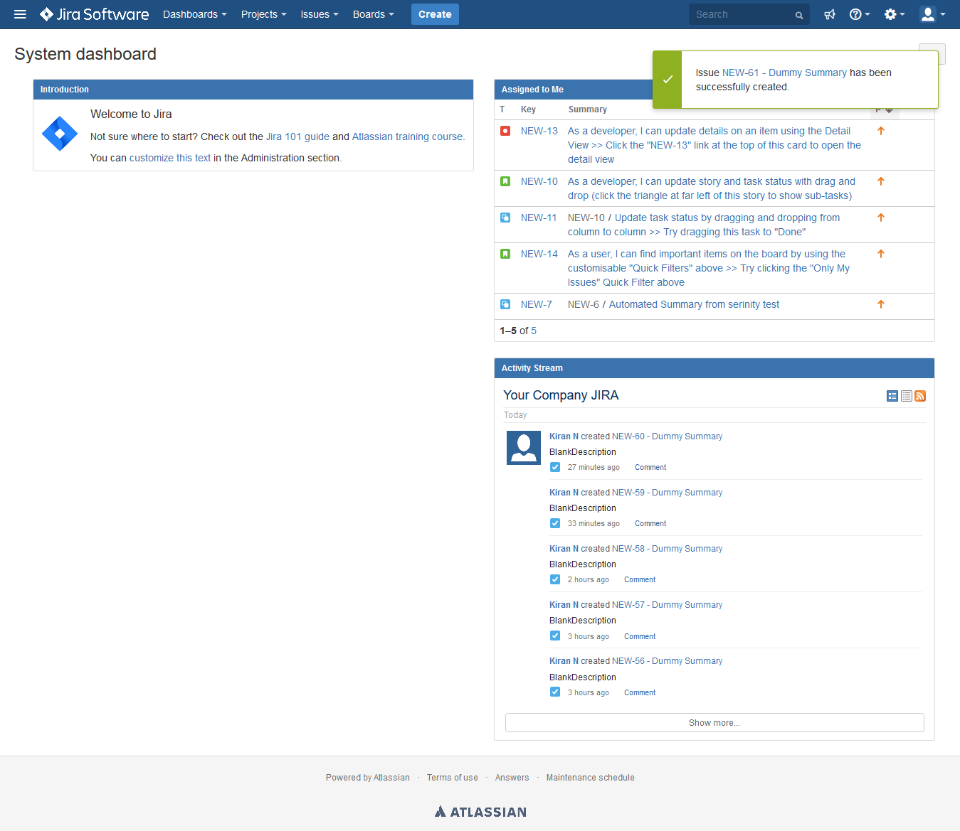 Jira Software Dashboards Projects Issues Boards Create Search
System dashboard
Issue NEW-61 - Dummy Summary has been
successfully created.
Introduction
Welcome to Jira
Not sure where to start? Check out the Jira 101 guide and Atlassian training course.
You can customize this text in the Administration section.
Assigned to Me
T Key Summary P
NEW-13 As a developer, I can update details on an item using the Detail
View >> Click the "NEW-13" link at the top of this card to open the
detail view
NEW-10 As a developer, I can update story and task status with drag and
drop (click the triangle at far left of this story to show sub-tasks)
NEW-11 NEW-10 / Update task status by dragging and dropping from
column to column >> Try dragging this task to "Done"
NEW-14 As a user, I can find important items on the board by using the
customisable "Quick Filters" above >> Try clicking the "Only My
Issues" Quick Filter above
NEW-7 NEW-6 / Automated Summary from serinity test
1–5 of 5
Activity Stream
Your Company JIRA
Today
Kiran N created NEW-60 - Dummy Summary
BlankDescription
27 minutes ago Comment
Kiran N created NEW-59 - Dummy Summary
BlankDescription
33 minutes ago Comment
Kiran N created NEW-58 - Dummy Summary
BlankDescription
2 hours ago Comment
Kiran N created NEW-57 - Dummy Summary
BlankDescription
3 hours ago Comment
Kiran N created NEW-56 - Dummy Summary
BlankDescription
3 hours ago Comment
Show more...
Powered by Atlassian · Terms of use · Answers · Maintenance schedule
ATLASSIAN